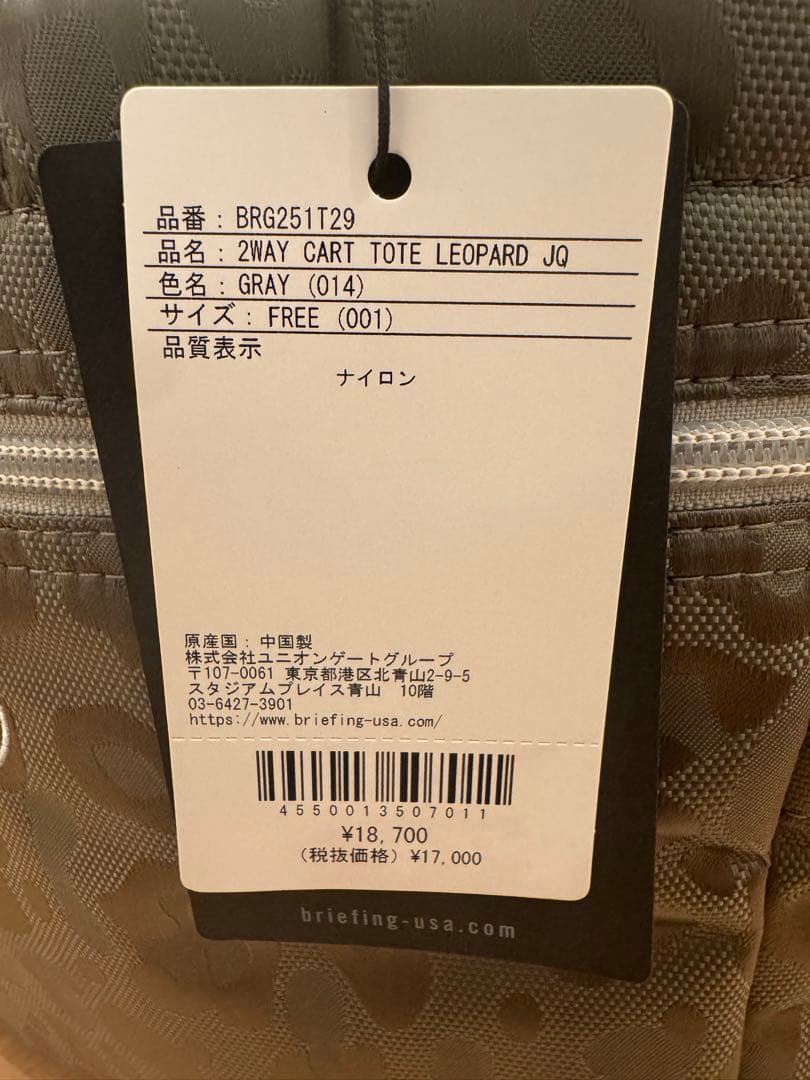 品番 : BRG251T29
品名 : 2WAY CART TOTE LEOPARD JQ
色名 : GRAY (014)
サイズ : FREE (001)
品質表示
ナイロン
原産国 : 中国製
株式会社ユニオンゲートグループ
〒107-0061 東京都港区北青山2-9-5
スタジアムプレイス青山 10階
03-6427-3901
https://www.briefing-usa.com/
4550013507011
¥18,700
(税抜価格) ¥17,000
briefing-usa.com